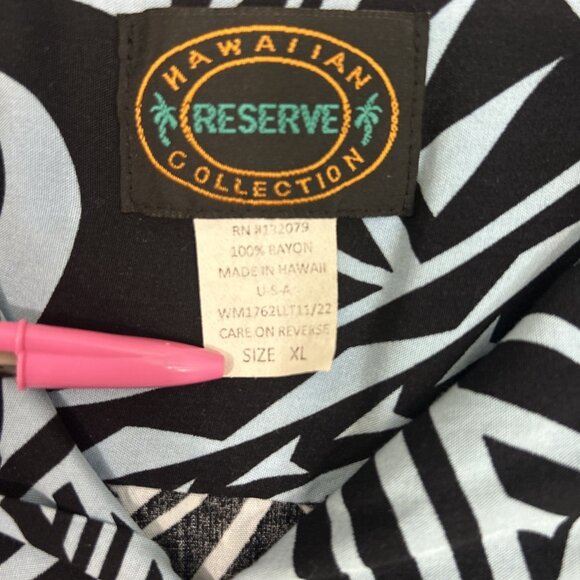 HAWAIIAN
RESERVE
COLLECTION
RN #132079
100% RAYON
MADE IN HAWAII
U-S-A
WM1762LLT11/22
CARE ON REVERSE
SIZE XL